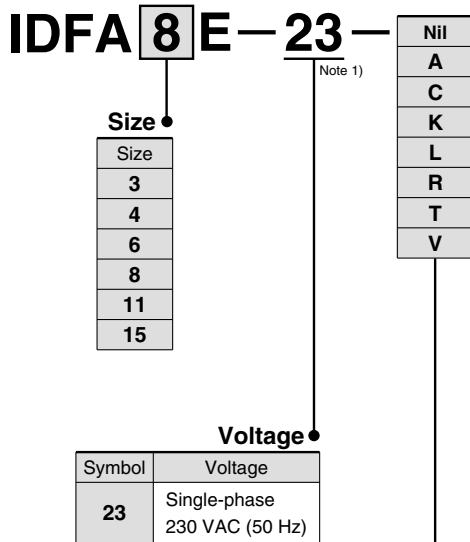 IDFA 8 E — 23 —
Note 1)
Nil
A
C
K
L
R
T
V
Size
Size
3
4
6
8
11
15
Voltage
Symbol Voltage
23 Single-phase
230 VAC (50 Hz)